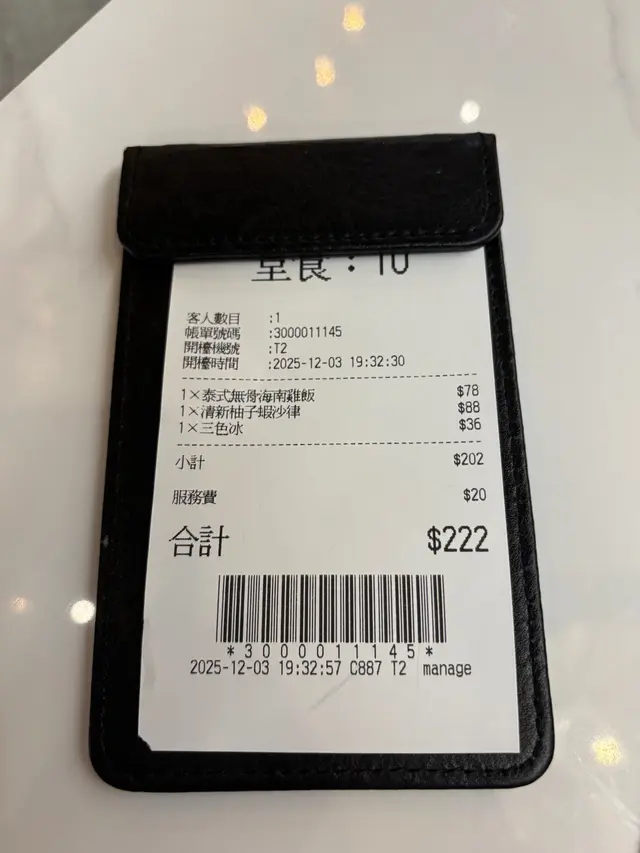 堂食：10
客人數目 :1
帳單號碼 :3000011145
開檯機號 :T2
開檯時間 :2025-12-03 19:32:30
1×泰式無骨海南雞飯 $78
1×清新柚子蝦沙律 $88
1×三色冰 $36
小計 $202
服務費 $20
合計 $222
*3000011145*
2025-12-03 19:32:57 C887 T2 manage